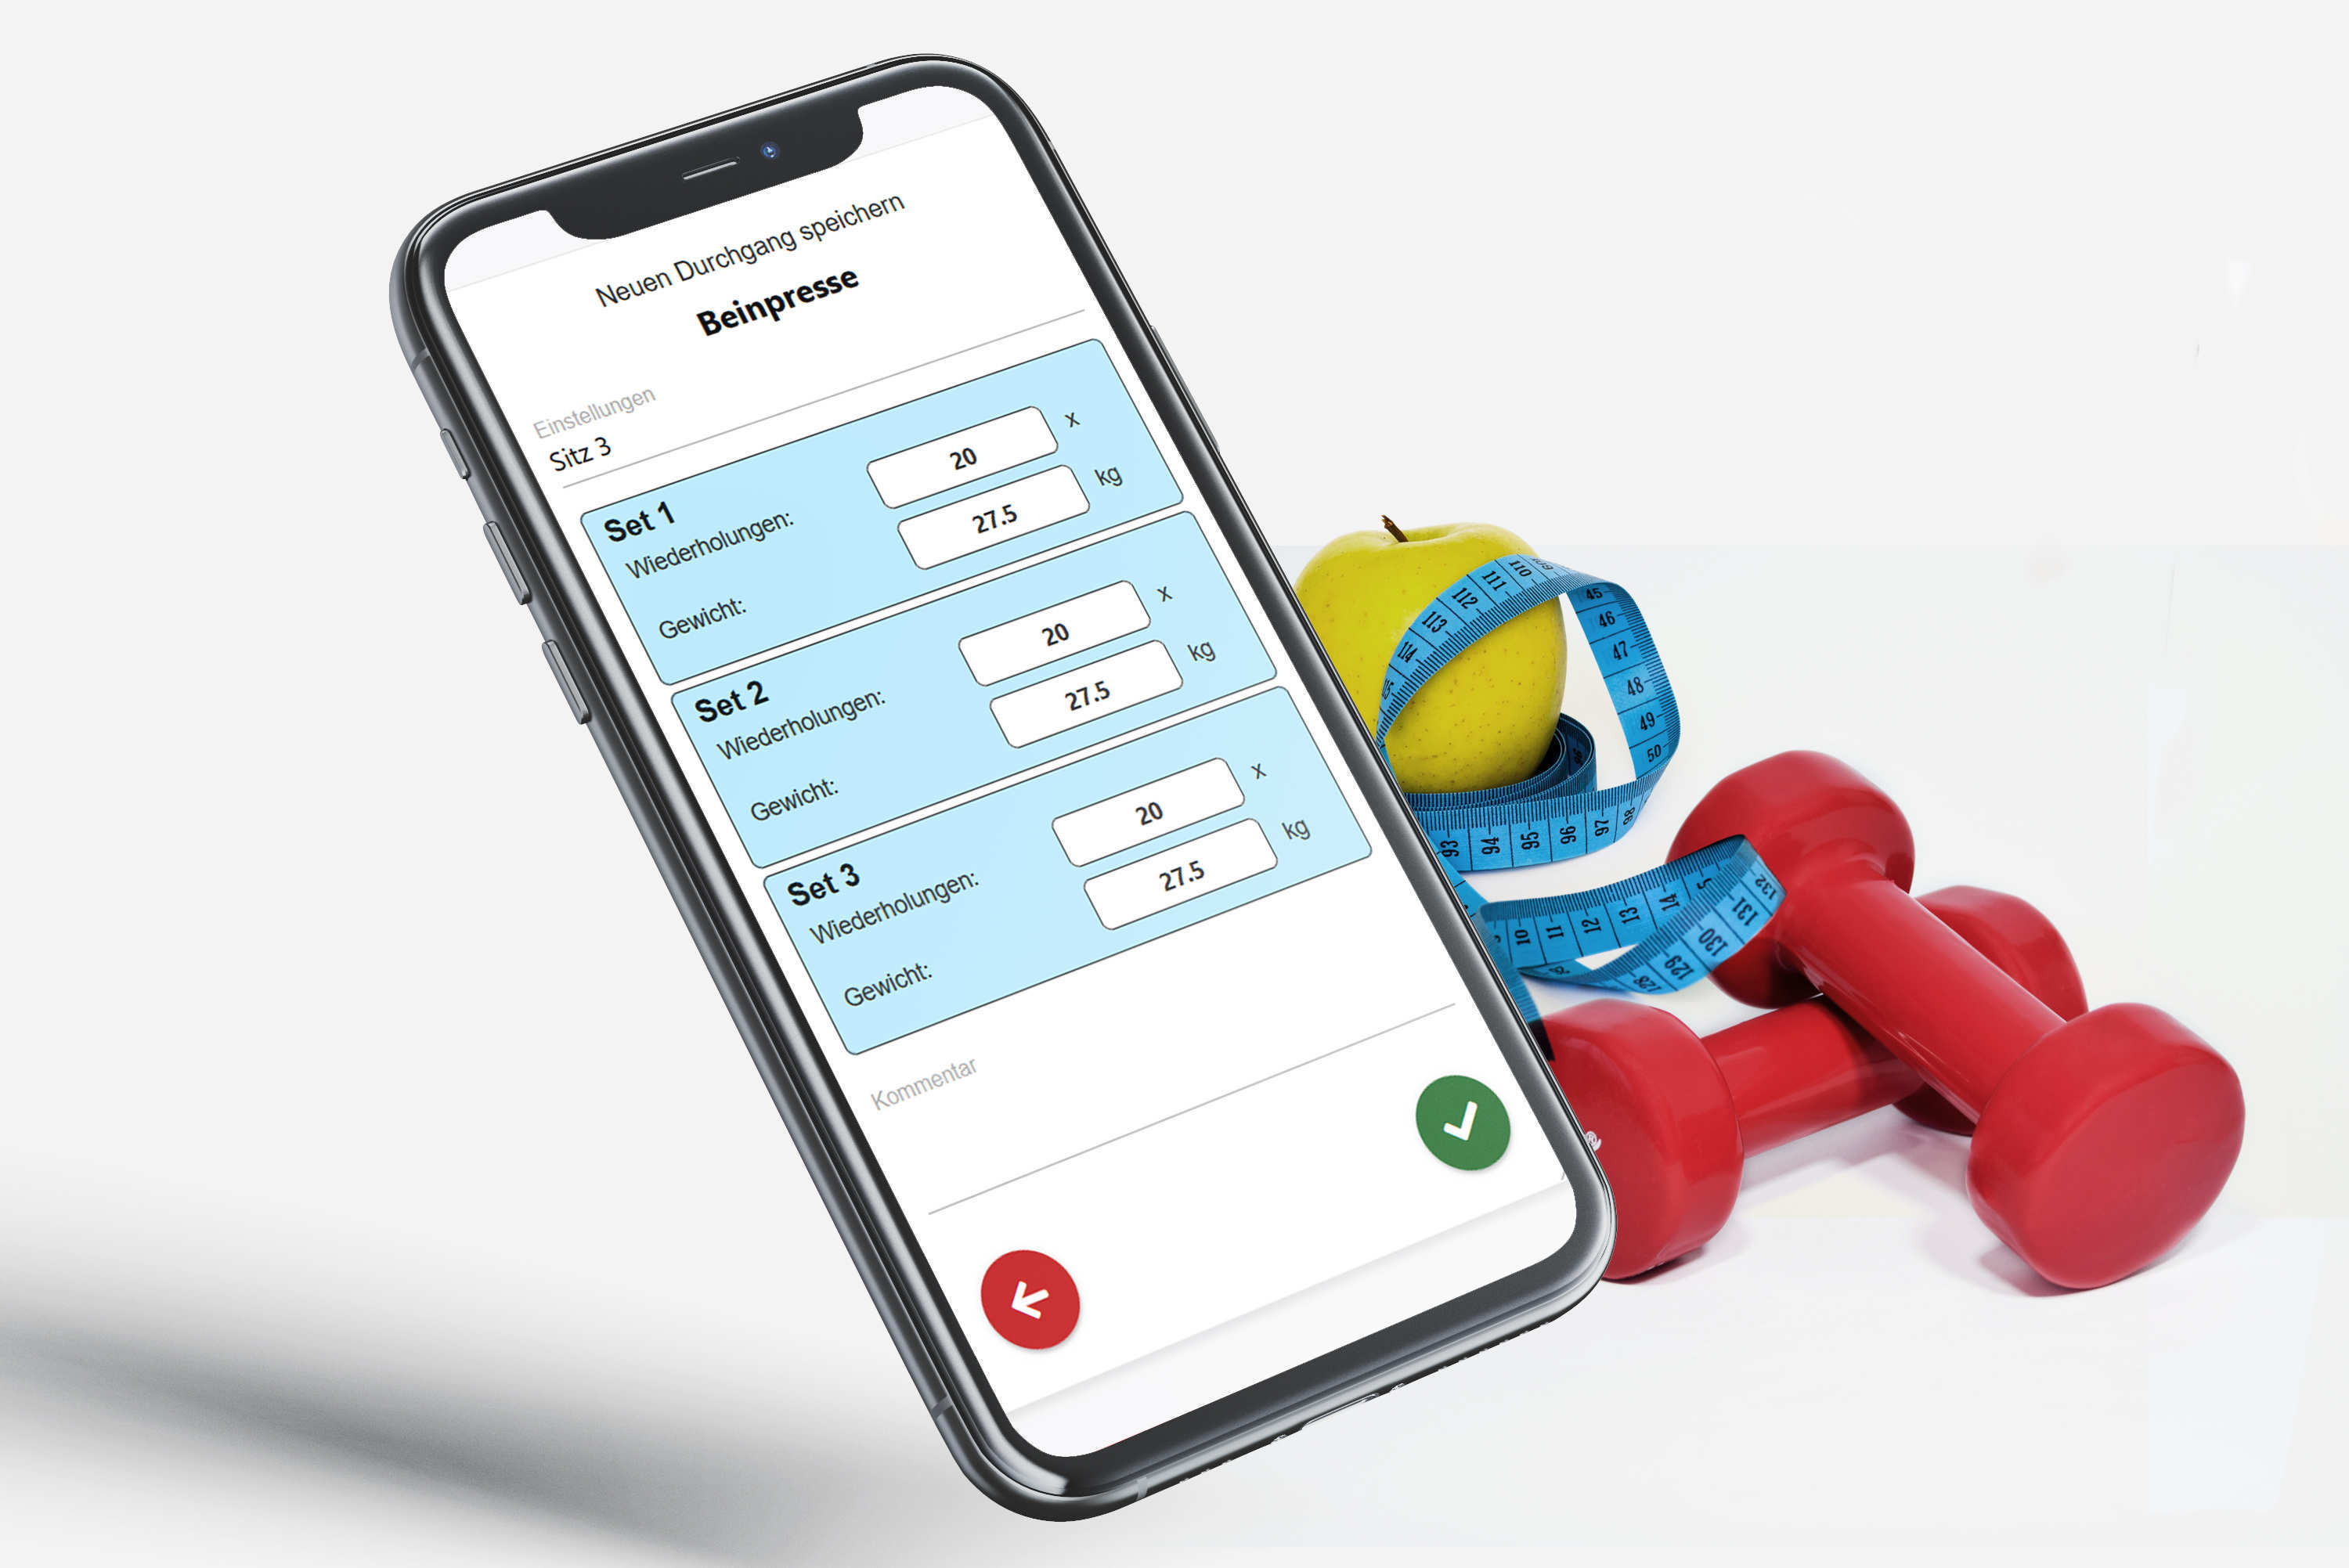 Neuen Durchgang speichern
Beinpresse
Einstellungen
Sitz 3
Set 1
Wiederholungen: 20 x
Gewicht: 27.5 kg
Set 2
Wiederholungen: 20 x
Gewicht: 27.5 kg
Set 3
Wiederholungen: 20 x
Gewicht: 27.5 kg
Kommentar
114 113 112 111 110
45 46 47 48 49 50
93 94 95 96 97 98
10 11 12 13 14
128 129 130 131 132